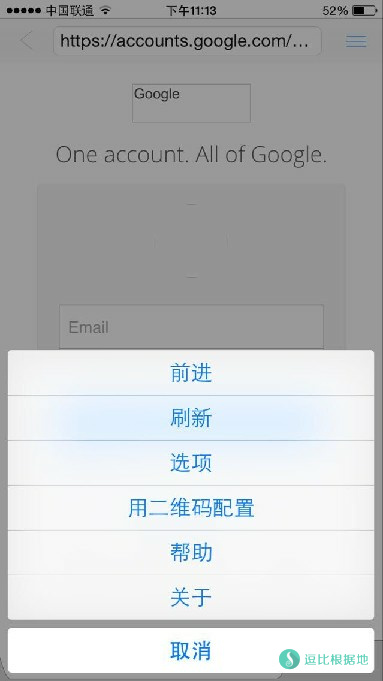 中国联通 下午11:13 52%
https://accounts.google.com/...
Google
One account. All of Google.
Email
前进
刷新
选项
用二维码配置
帮助
关于
取消
逗比根据地